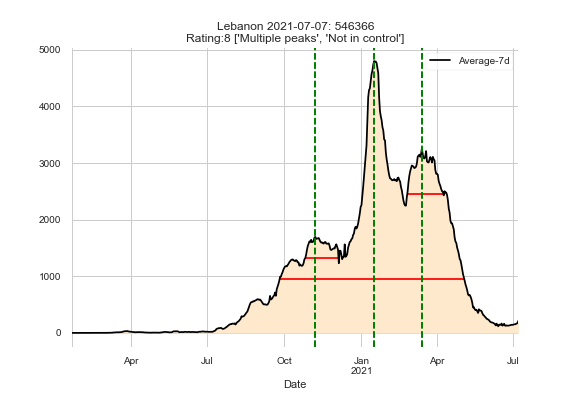 Lebanon 2021-07-07: 546366
Rating:8 ['Multiple peaks', 'Not in control']
Average-7d
5000
4000
3000
2000
1000
0
Apr Jul Oct Jan Apr Jul
2021
Date